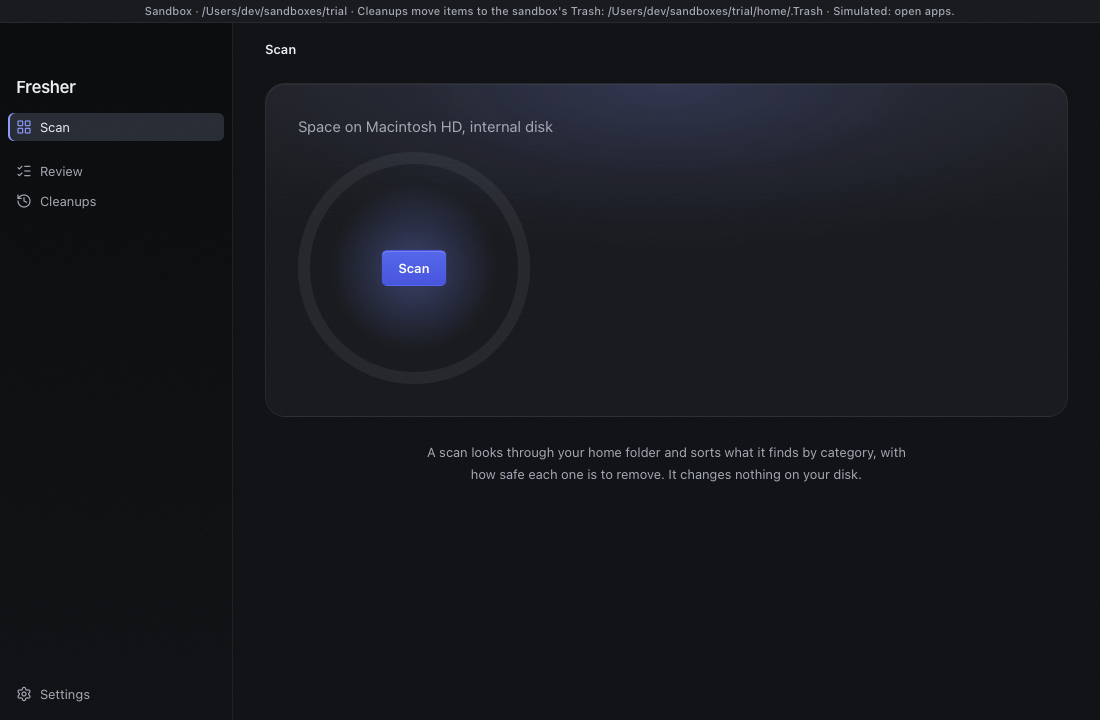 Sandbox · /Users/dev/sandboxes/trial · Cleanups move items to the sandbox's Trash: /Users/dev/sandboxes/trial/home/.Trash · Simulated: open apps.
Fresher
Scan
Review
Cleanups
Settings
Scan
Space on Macintosh HD, internal disk
Scan
A scan looks through your home folder and sorts what it finds by category, with
how safe each one is to remove. It changes nothing on your disk.